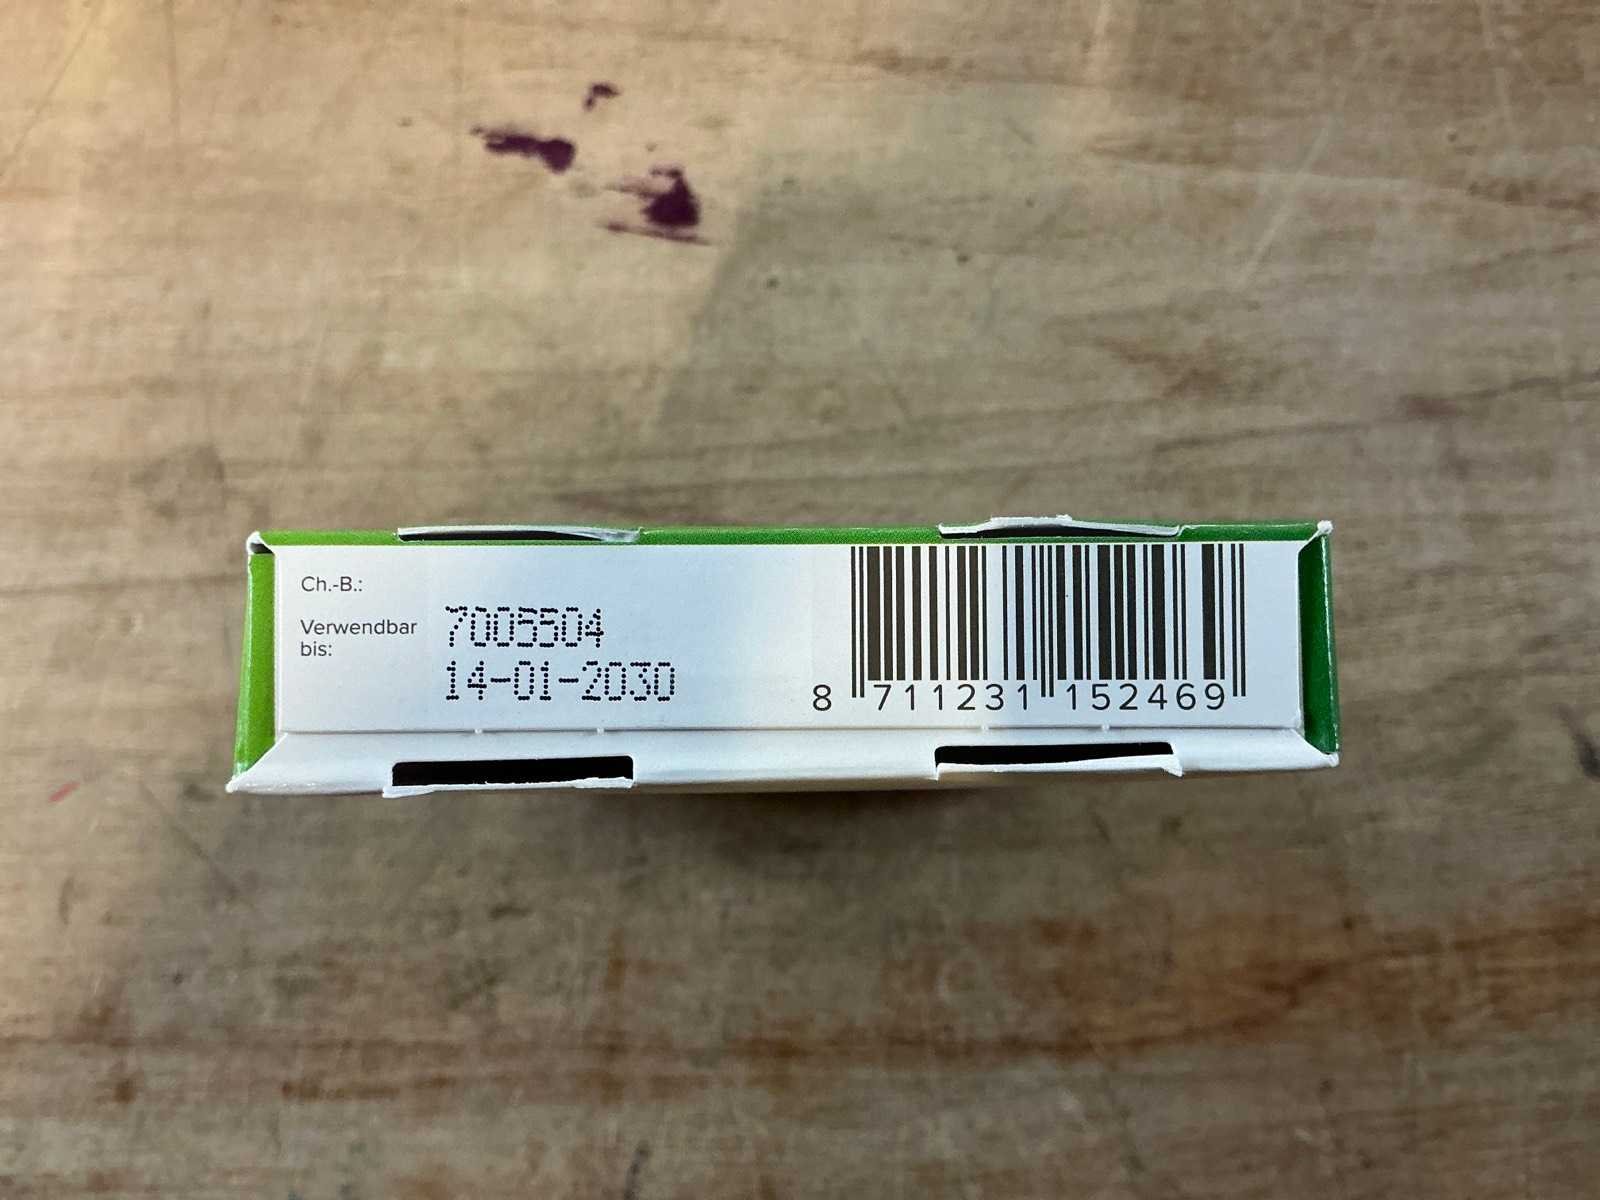 Ch.-B.:
Verwendbar
bis:
7005504
14-01-2030
8 711231 152469